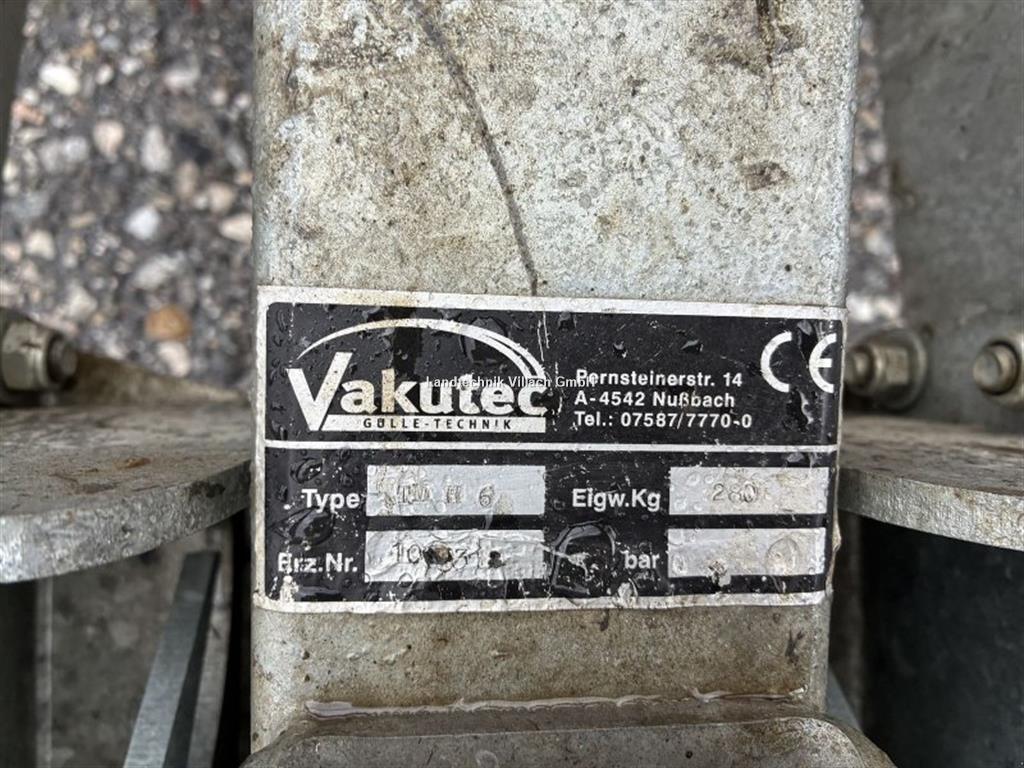 Vakutec
GÜLLE-TECHNIK
Pernsteinerstr. 14
A-4542 Nußbach
Tel.: 07587/7770-0
CE
Landtechnik Villach GmbH
Type 6
Eigw.Kg 280
Erz.Nr.
bar